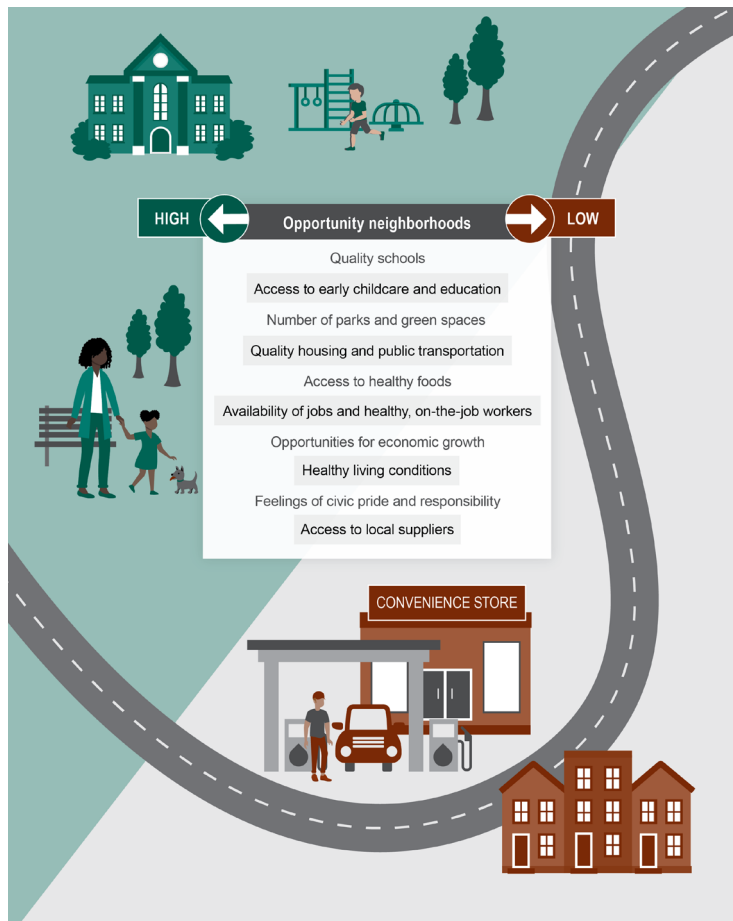 HIGH
Opportunity neighborhoods
LOW
Quality schools
Access to early childcare and education
Number of parks and green spaces
Quality housing and public transportation
Access to healthy foods
Availability of jobs and healthy, on-the-job workers
Opportunities for economic growth
Healthy living conditions
Feelings of civic pride and responsibility
Access to local suppliers
CONVENIENCE STORE